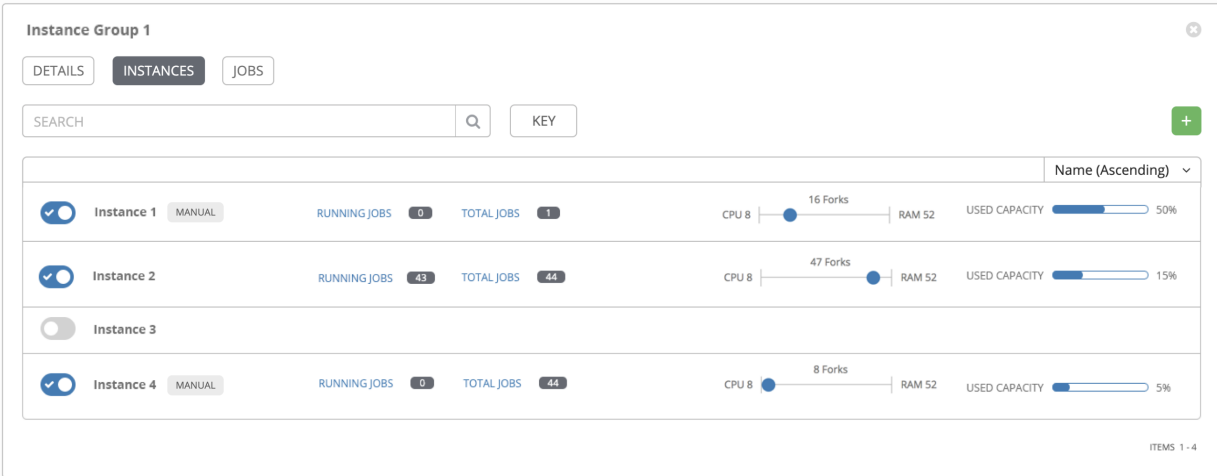 Instance Group 1
DETAILS INSTANCES JOBS
SEARCH KEY +
Name (Ascending)
Instance 1 MANUAL RUNNING JOBS 0 TOTAL JOBS 1 CPU 8 16 Forks RAM 52 USED CAPACITY 50%
Instance 2 RUNNING JOBS 43 TOTAL JOBS 44 CPU 8 47 Forks RAM 52 USED CAPACITY 15%
Instance 3
Instance 4 MANUAL RUNNING JOBS 0 TOTAL JOBS 44 CPU 8 8 Forks RAM 52 USED CAPACITY 5%
ITEMS 1 - 4